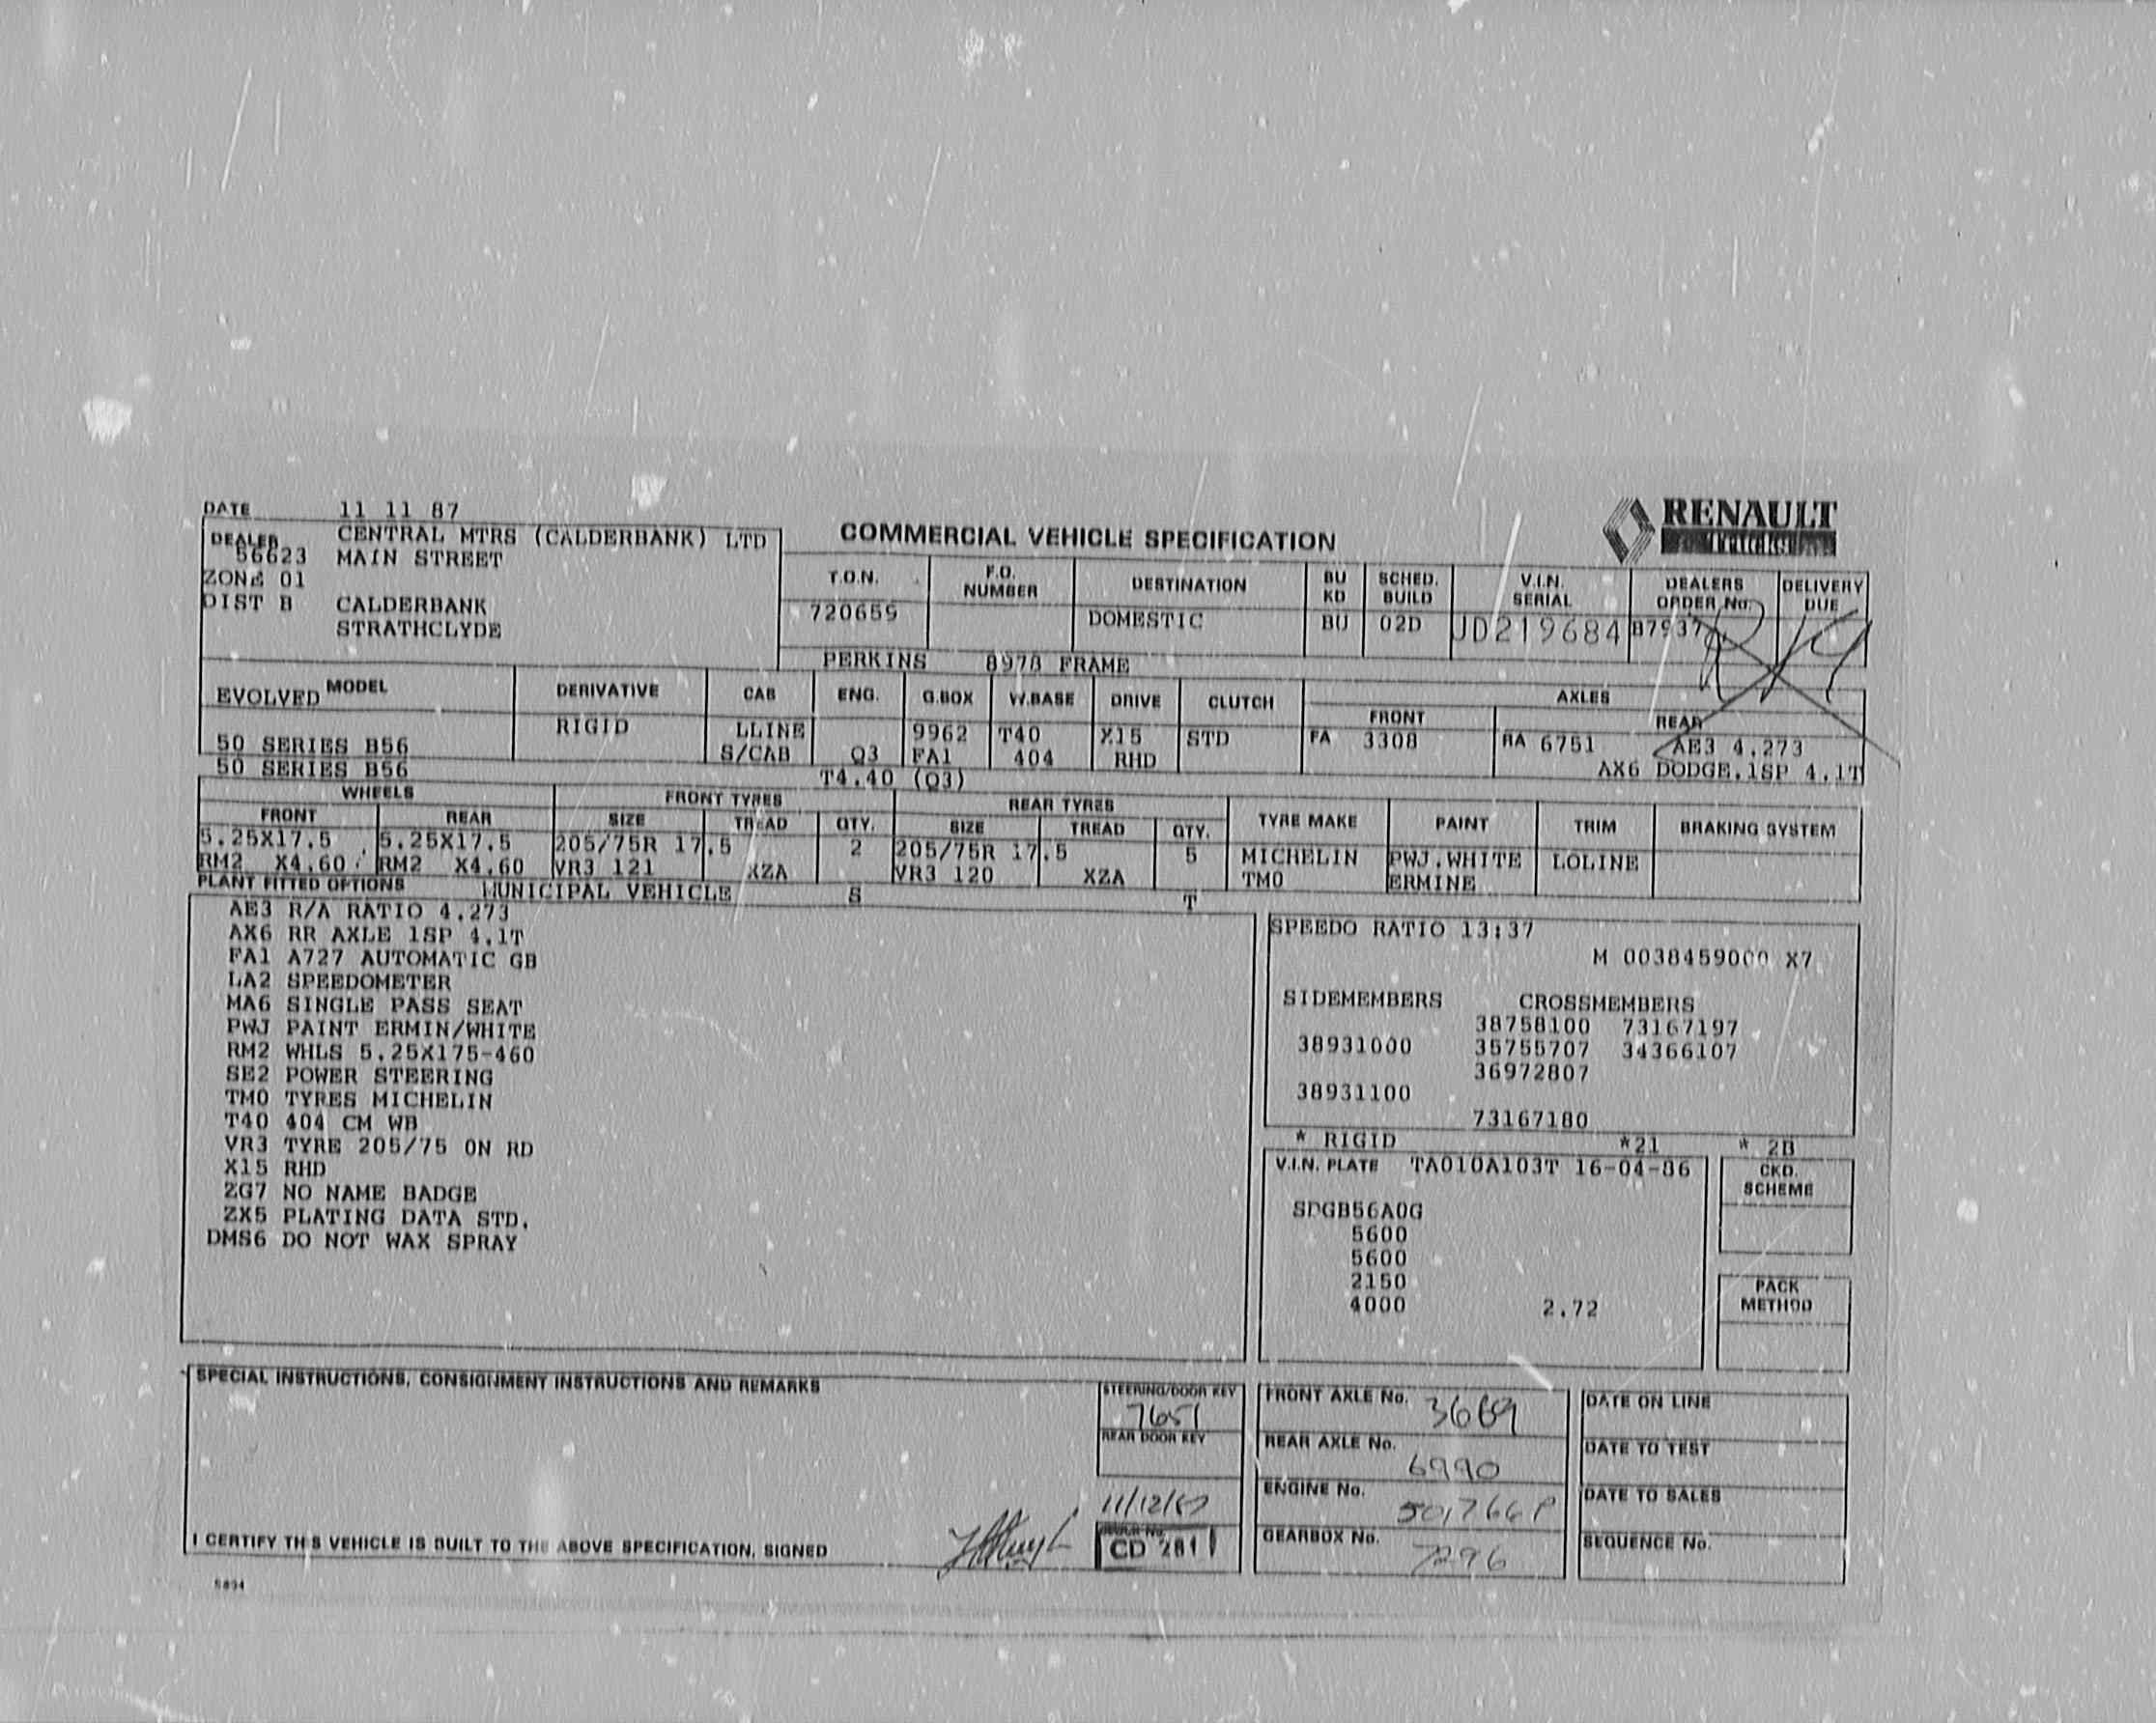 DATE 11 11 87
RENAULT
TRUCKS
DEALER CENTRAL MTRS (CALDERBANK) LTD
56623 MAIN STREET
ZONE 01
DIST B CALDERBANK
STRATHCLYDE
COMMERCIAL VEHICLE SPECIFICATION
T.O.N. F.O. NUMBER DESTINATION BU KD SCHED. BUILD V.I.N. SERIAL DEALERS ORDER No. DELIVERY DUE
720659 DOMESTIC BU 02D JD219684 B7937
PERKINS 897B FRAME
MODEL DERIVATIVE CAB ENG. G.BOX W.BASE DRIVE CLUTCH AXLES
FRONT REAR
EVOLVED RIGID LLINE 9962 T40 X15 STD FA 3308 RA 6751 AE3 4.273
50 SERIES B56 S/CAB Q3 FA1 404 RHD
50 SERIES B56 T4.40 (Q3) AX6 DODGE.1SP 4.1T
WHEELS FRONT TYRES REAR TYRES TYRE MAKE PAINT TRIM BRAKING SYSTEM
FRONT REAR SIZE TREAD QTY. SIZE TREAD QTY.
5.25X17.5 5.25X17.5 205/75R 17.5 2 205/75R 17.5 5 MICHELIN PWJ.WHITE LOLINE
RM2 X4.60 RM2 X4.60 VR3 121 XZA VR3 120 XZA TMO ERMINE
PLANT FITTED OPTIONS MUNICIPAL VEHICLE S T
AE3 R/A RATIO 4.273
AX6 RR AXLE 1SP 4.1T
FA1 A727 AUTOMATIC GB
LA2 SPEEDOMETER
MA6 SINGLE PASS SEAT
PWJ PAINT ERMIN/WHITE
RM2 WHLS 5.25X175-460
SE2 POWER STEERING
TMO TYRES MICHELIN
T40 404 CM WB
VR3 TYRE 205/75 ON RD
X15 RHD
ZG7 NO NAME BADGE
ZX5 PLATING DATA STD.
DMS6 DO NOT WAX SPRAY
SPEEDO RATIO 13:37
M 0038459000 X7
SIDEMEMBERS CROSSMEMBERS
38758100 73167197
38931000 35755707 34366107
36972807
38931100
73167180
* RIGID *21 * 2B
V.I.N. PLATE TA010A103T 16-04-86
CKD. SCHEME
SDGB56A0G
5600
5600
2150
4000 2.72
PACK METHOD
SPECIAL INSTRUCTIONS, CONSIGNMENT INSTRUCTIONS AND REMARKS
STEERING/DOOR KEY 7651
REAR DOOR KEY
11/12/87
CD 281
FRONT AXLE No. 3669
REAR AXLE No. 6990
ENGINE No. 501766P
GEARBOX No. 7296
DATE ON LINE
DATE TO TEST
DATE TO SALES
SEQUENCE No.
I CERTIFY THIS VEHICLE IS BUILT TO THE ABOVE SPECIFICATION, SIGNED